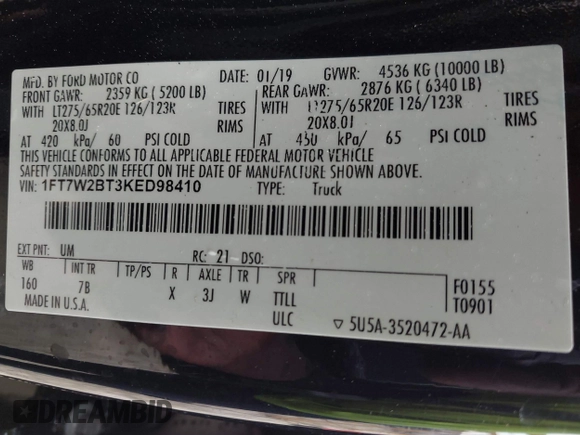 MFD. BY FORD MOTOR CO DATE: 01/19 GVWR: 4536 KG (10000 LB)
FRONT GAWR: 2359 KG ( 5200 LB) REAR GAWR: 2876 KG ( 6340 LB)
WITH LT275/65R20E 126/123R TIRES WITH LT275/65R20E 126/123R TIRES
20X8.0J RIMS 20X8.0J RIMS
AT 420 kPa/ 60 PSI COLD AT 450 kPa/ 65 PSI COLD
THIS VEHICLE CONFORMS TO ALL APPLICABLE FEDERAL MOTOR VEHICLE
SAFETY STANDARDS IN EFFECT ON THE DATE OF MANUFACTURE SHOWN ABOVE.
VIN: 1FT7W2BT3KED98410 TYPE: Truck
EXT PNT: UM RC: 21 DSO:
WB INT TR TP/PS R AXLE TR SPR
160 7B X 3J W TTLL F0155
ULC T0901
MADE IN U.S.A. ▽ 5U5A-3520472-AA
DREAMBID